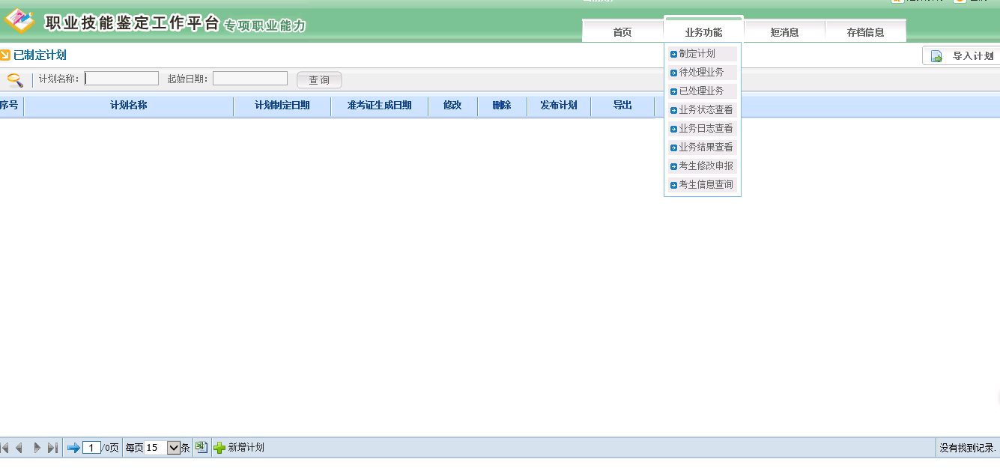 职业技能鉴定工作平台 专项职业能力
首页 业务功能 短消息 存档信息
已制定计划
导入计划
计划名称： 起始日期： 查询
序号 计划名称 计划制定日期 准考证生成日期 修改 删除 发布计划 导出
制定计划
待处理业务
已处理业务
业务状态查看
业务日志查看
业务结果查看
考生修改申报
考生信息查询
1 /0页 每页 15 条 新增计划 没有找到记录.